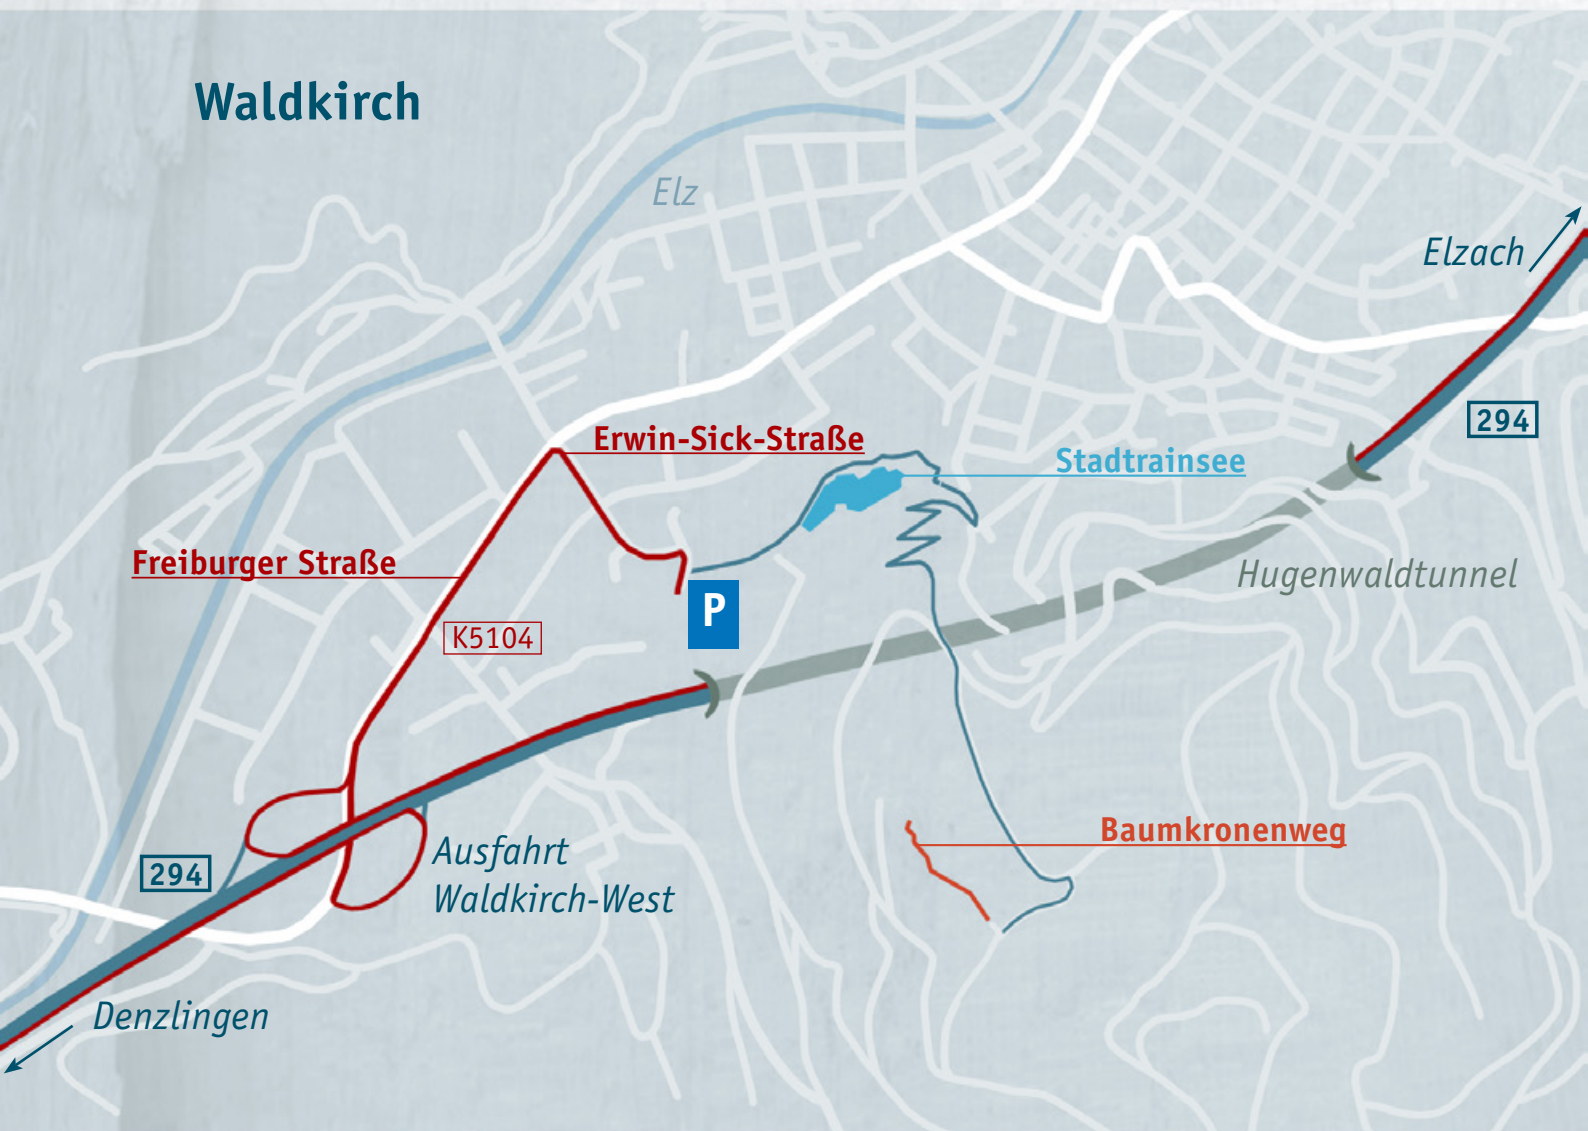 Waldkirch
Elz
Elzach
294
Erwin-Sick-Straße
Stadtrainsee
Freiburger Straße
Hugenwaldtunnel
P
K5104
Baumkronenweg
Ausfahrt
Waldkirch-West
294
Denzlingen